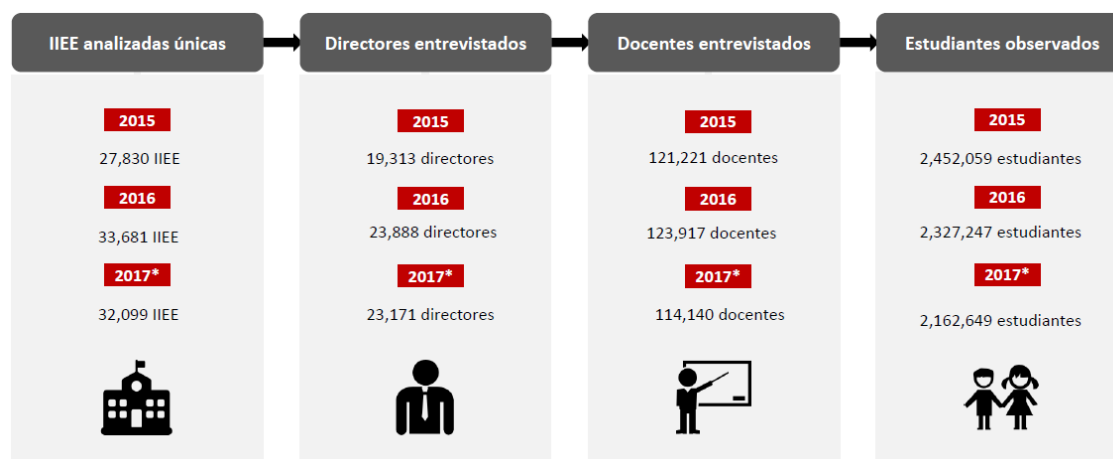 IIEE analizadas únicas
2015
27,830 IIEE
2016
33,681 IIEE
2017*
32,099 IIEE
Directores entrevistados
2015
19,313 directores
2016
23,888 directores
2017*
23,171 directores
Docentes entrevistados
2015
121,221 docentes
2016
123,917 docentes
2017*
114,140 docentes
Estudiantes observados
2015
2,452,059 estudiantes
2016
2,327,247 estudiantes
2017*
2,162,649 estudiantes